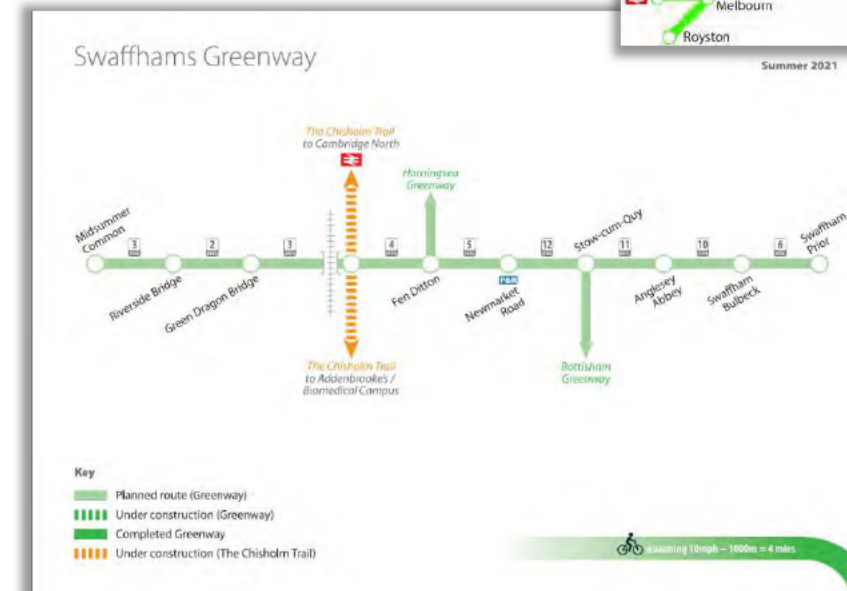 Melbourn
Royston
Swaffhams Greenway
Summer 2021
The Chisholm Trail
to Cambridge North
Horningsea
Greenway
Midsummer
Common
3
2
3
4
5
12
Stow-cum-Quy
11
10
6
Swaffham
Prior
Riverside Bridge
Green Dragon Bridge
Fen Ditton
Newmarket
Road
P&R
Anglesey
Abbey
Swaffham
Bulbeck
The Chisholm Trail
to Addenbrooke's /
Biomedical Campus
Bottisham
Greenway
Key
Planned route (Greenway)
Under construction (Greenway)
Completed Greenway
Under construction (The Chisholm Trail)
assuming 10mph – 1000m = 4 mins